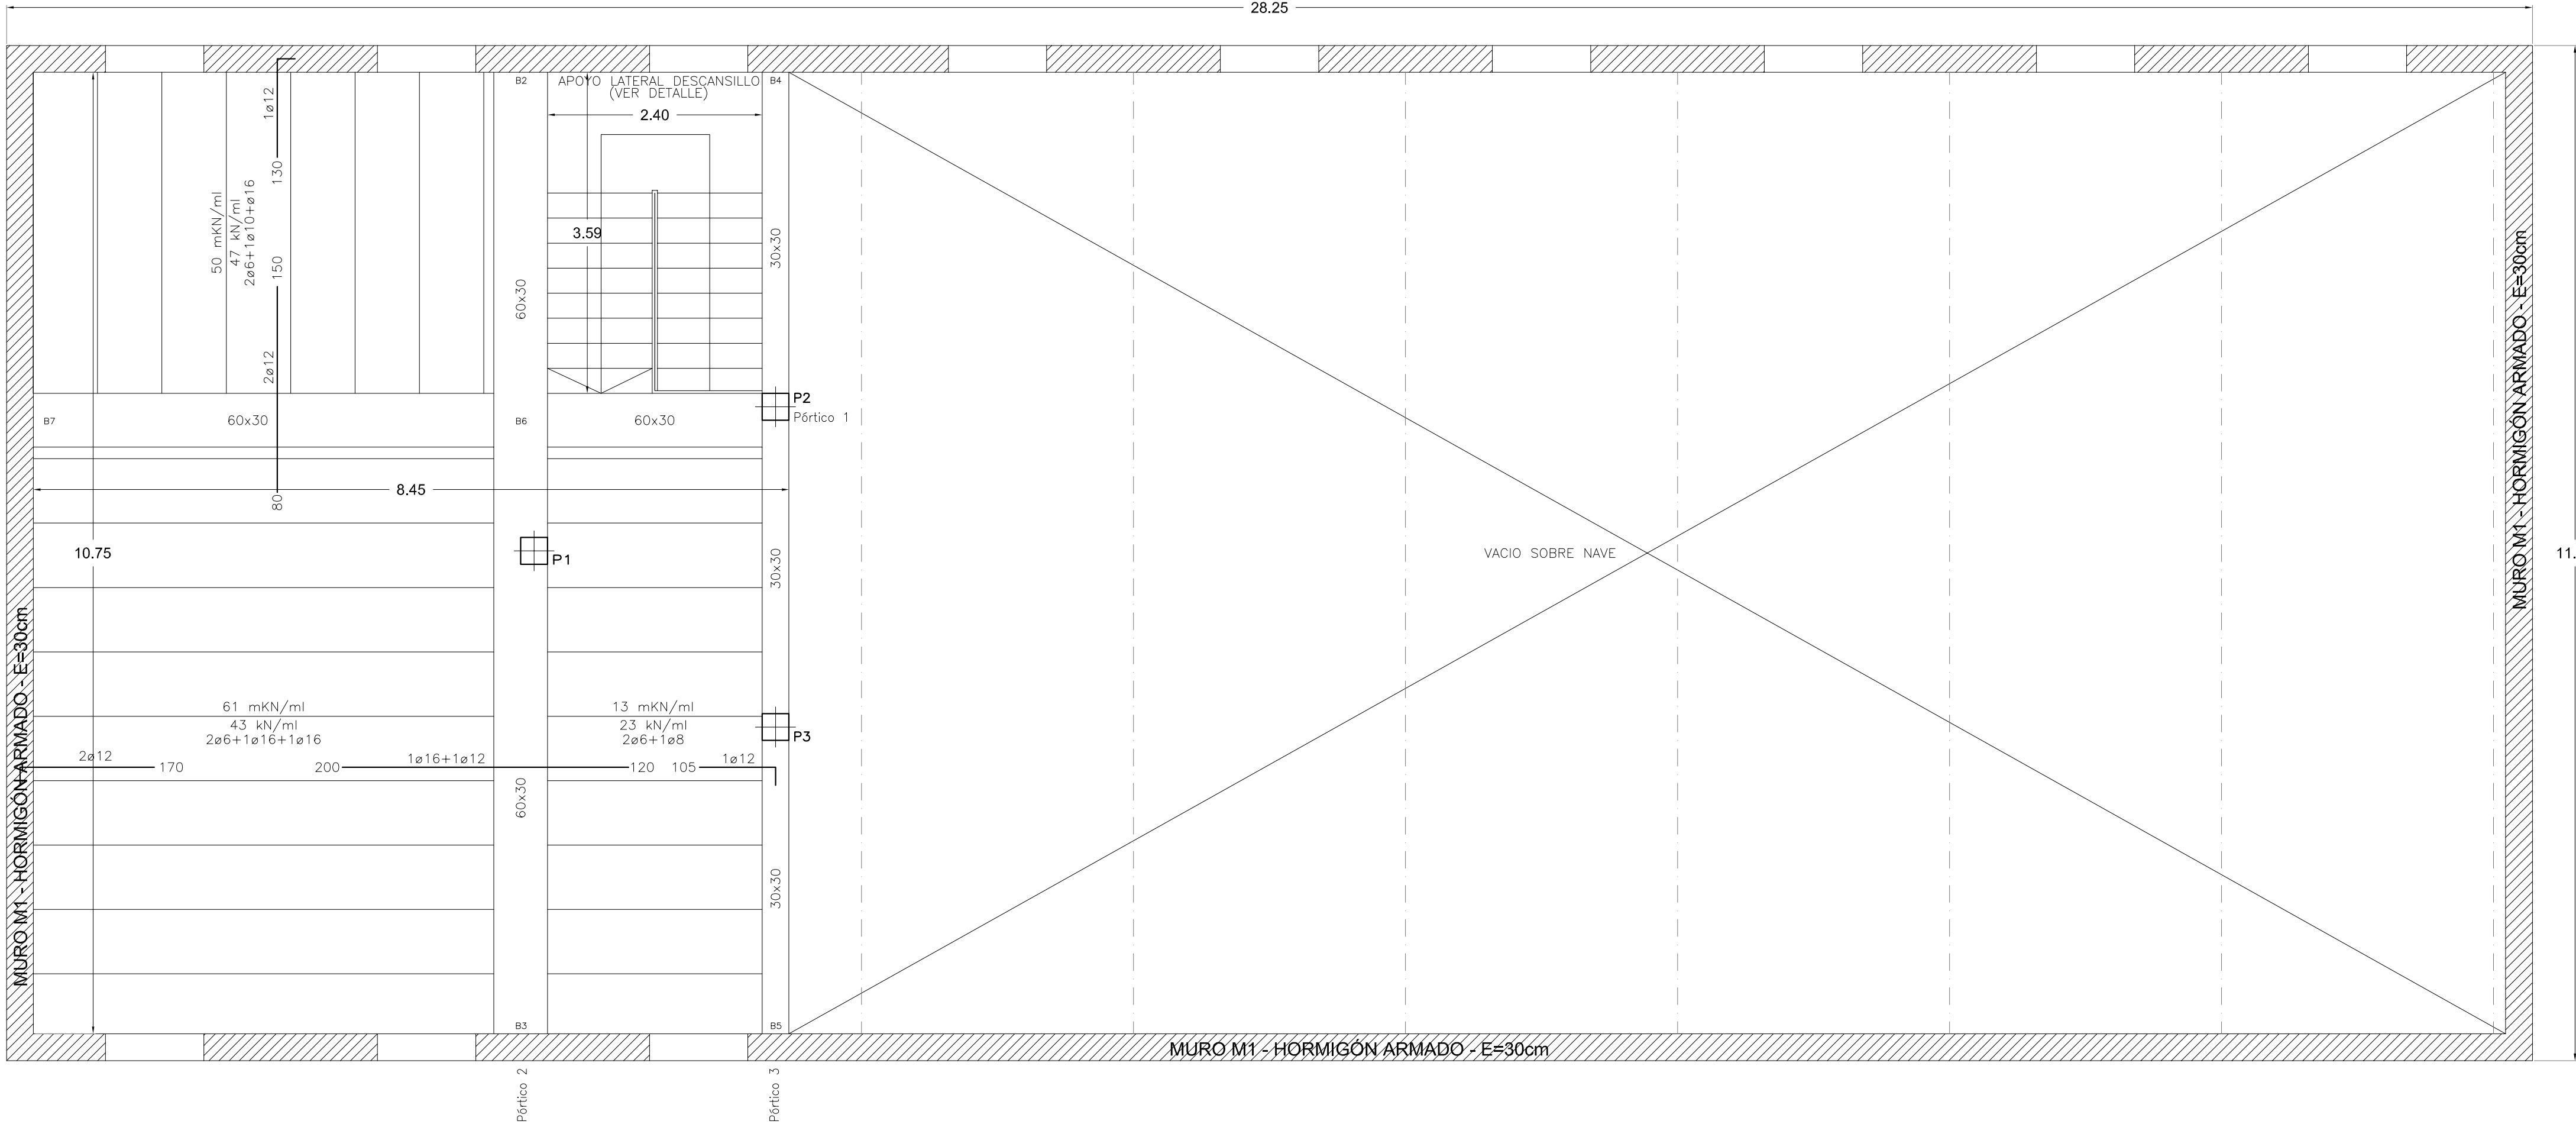 28.25
B2
APOYO LATERAL DESCANSILLO
(VER DETALLE)
B4
2.40
1ø12
130
50 mKN/ml
47 kN/ml
2ø6+1ø10+ø16
150
3.59
30x30
60x30
2ø12
P2
Pórtico 1
B7
60x30
B6
60x30
8.45
80
10.75
P1
30x30
VACIO SOBRE NAVE
11.
MURO M1 - HORMIGÓN ARMADO - E=30cm
MURO M1 - HORMIGÓN ARMADO - E=30cm
61 mKN/ml
43 kN/ml
2ø6+1ø16+1ø16
13 mKN/ml
23 kN/ml
2ø6+1ø8
P3
2ø12
170
200
1ø16+1ø12
120
105
1ø12
60x30
30x30
B3
B5
MURO M1 - HORMIGÓN ARMADO - E=30cm
Pórtico 2
Pórtico 3